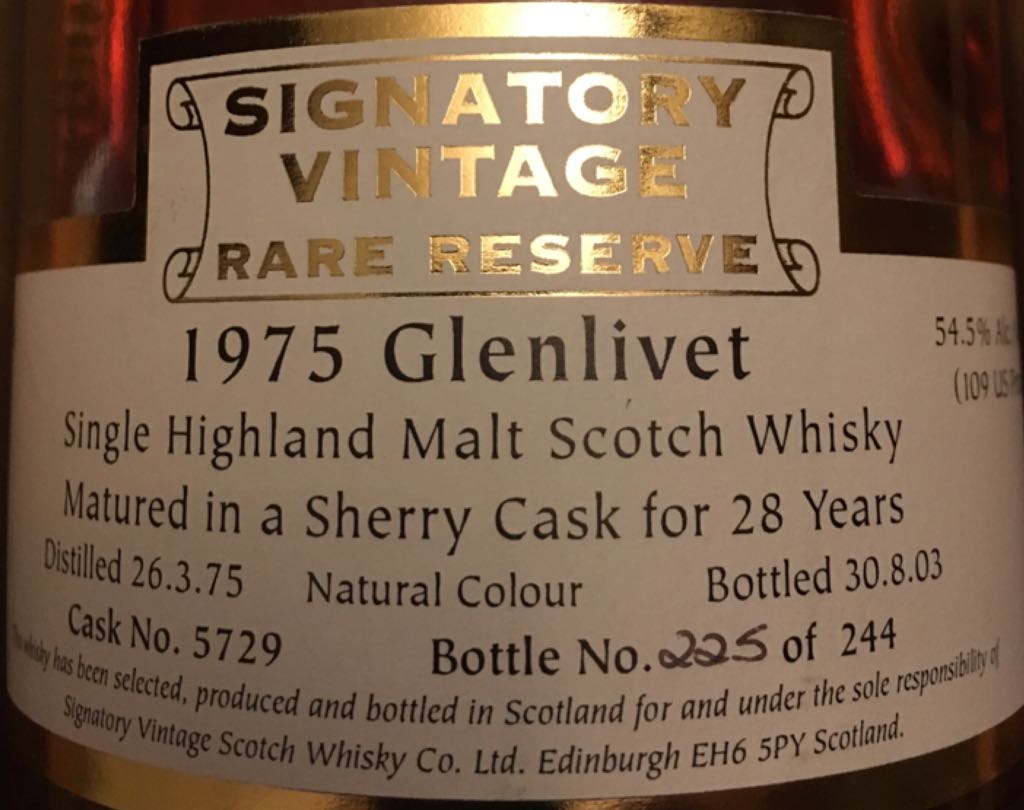 SIGNATORY
VINTAGE
RARE RESERVE
1975 Glenlivet
54.5%
(109 US
Single Highland Malt Scotch Whisky
Matured in a Sherry Cask for 28 Years
Distilled 26.3.75 Natural Colour Bottled 30.8.03
Cask No. 5729 Bottle No. 225 of 244
This whisky has been selected, produced and bottled in Scotland for and under the sole responsibility of
Signatory Vintage Scotch Whisky Co. Ltd. Edinburgh EH6 5PY Scotland.